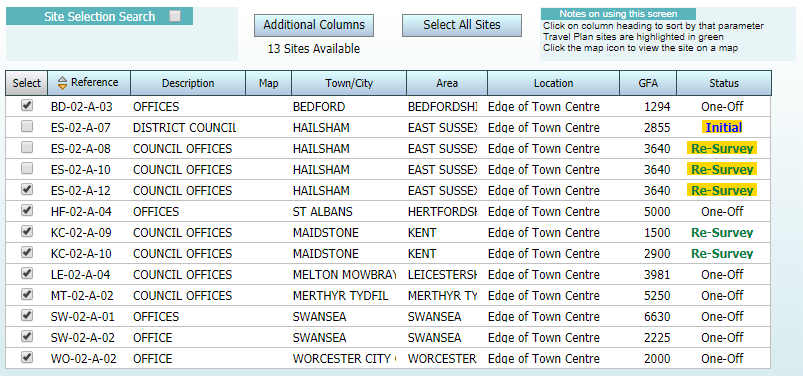 Site Selection Search
Additional Columns
Select All Sites
13 Sites Available
Notes on using this screen
Click on column heading to sort by that parameter
Travel Plan sites are highlighted in green
Click the map icon to view the site on a map
Select Reference Description Map Town/City Area Location GFA Status
BD-02-A-03 OFFICES BEDFORD BEDFORDSHI Edge of Town Centre 1294 One-Off
ES-02-A-07 DISTRICT COUNCIL HAILSHAM EAST SUSSEX Edge of Town Centre 2855 Initial
ES-02-A-08 COUNCIL OFFICES HAILSHAM EAST SUSSEX Edge of Town Centre 3640 Re-Survey
ES-02-A-10 COUNCIL OFFICES HAILSHAM EAST SUSSEX Edge of Town Centre 3640 Re-Survey
ES-02-A-12 COUNCIL OFFICES HAILSHAM EAST SUSSEX Edge of Town Centre 3640 Re-Survey
HF-02-A-04 OFFICES ST ALBANS HERTFORDSH Edge of Town Centre 5000 One-Off
KC-02-A-09 COUNCIL OFFICES MAIDSTONE KENT Edge of Town Centre 1500 Re-Survey
KC-02-A-10 COUNCIL OFFICES MAIDSTONE KENT Edge of Town Centre 2900 Re-Survey
LE-02-A-04 COUNCIL OFFICES MELTON MOWBRAY LEICESTERSH Edge of Town Centre 3981 One-Off
MT-02-A-02 COUNCIL OFFICES MERTHYR TYDFIL MERTHYR TY Edge of Town Centre 5250 One-Off
SW-02-A-01 OFFICES SWANSEA SWANSEA Edge of Town Centre 6630 One-Off
SW-02-A-02 OFFICE SWANSEA SWANSEA Edge of Town Centre 2225 One-Off
WO-02-A-02 OFFICE WORCESTER CITY WORCESTER Edge of Town Centre 2000 One-Off